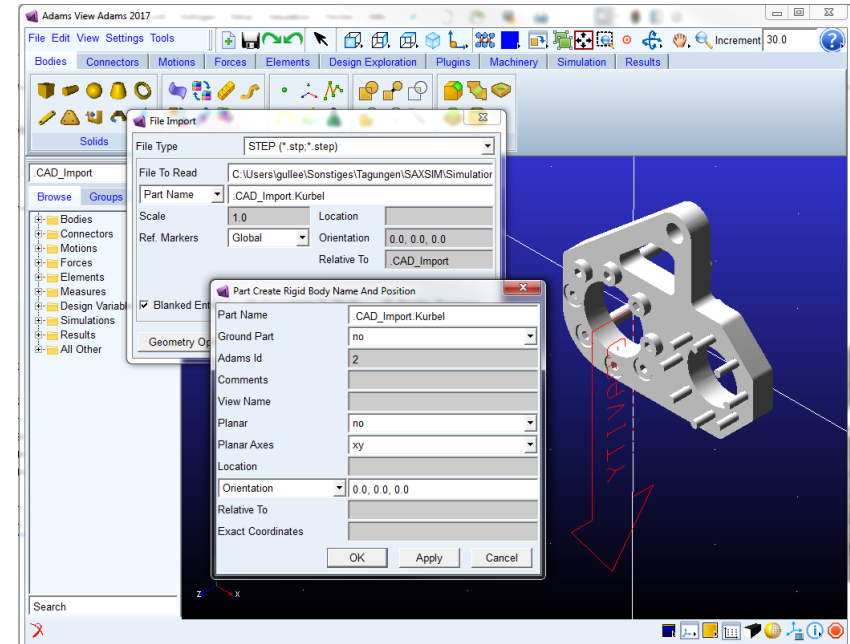 Adams View Adams 2017
File Edit View Settings Tools
Increment 30.0
Bodies Connectors Motions Forces Elements Design Exploration Plugins Machinery Simulation Results
Solids
File Import
File Type STEP (*.stp;*.step)
File To Read C:\Users\gullee\Sonstiges\Tagungen\SAXSIM\Simulation
Part Name .CAD_Import.Kurbel
Scale 1.0 Location
Ref. Markers Global Orientation 0.0, 0.0, 0.0
Relative To .CAD_Import
Blanked Ent
Geometry Op
.CAD_Import
Browse Groups
Bodies
Connectors
Motions
Forces
Elements
Measures
Design Variabl
Simulations
Results
All Other
Search
Part Create Rigid Body Name And Position
Part Name .CAD_Import.Kurbel
Ground Part no
Adams Id 2
Comments
View Name
Planar no
Planar Axes xy
Location
Orientation 0.0, 0.0, 0.0
Relative To
Exact Coordinates
OK Apply Cancel
GRAVITY
z x